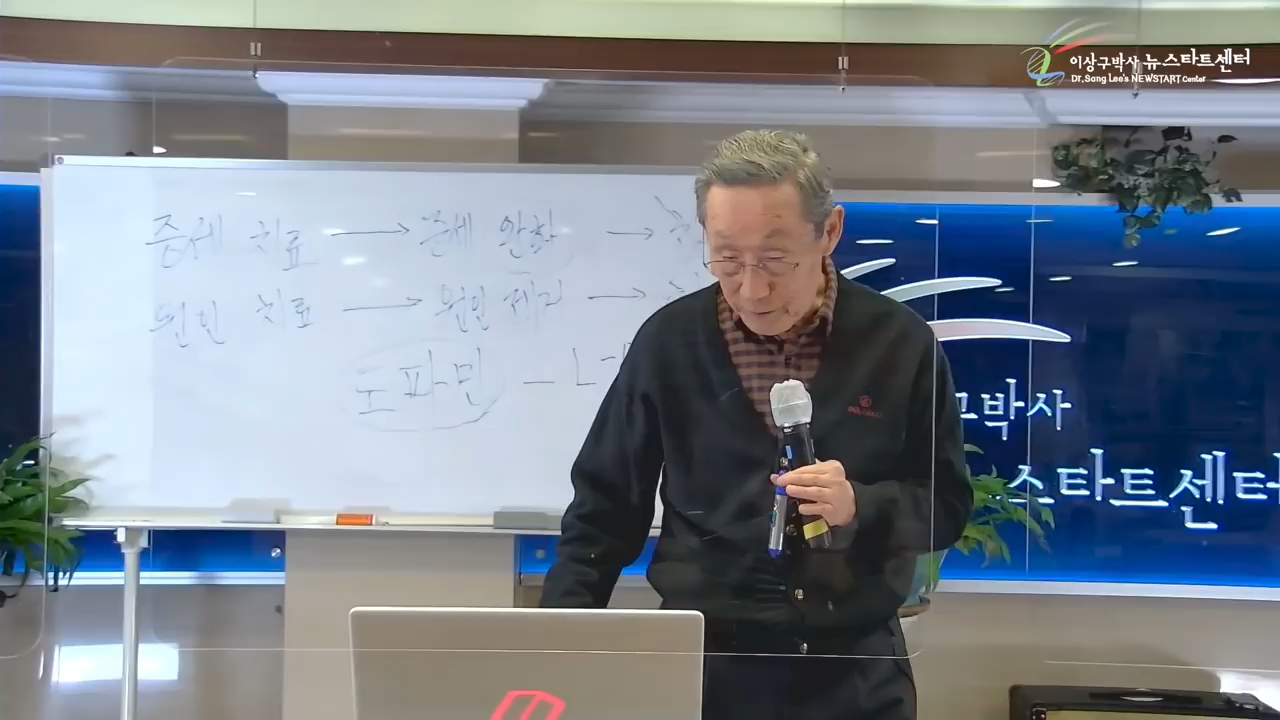 이상구박사 뉴스타트센터
Dr. Sang Lee's NEWSTART Center
증세 치료 → 증세 완화 →
원인 치료 → 원인 제거 →
도파민 - L-
구박사
스타트센터